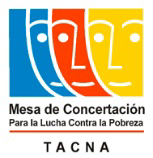 Mesa de Concertación
Para la Lucha Contra la Pobreza
TACNA